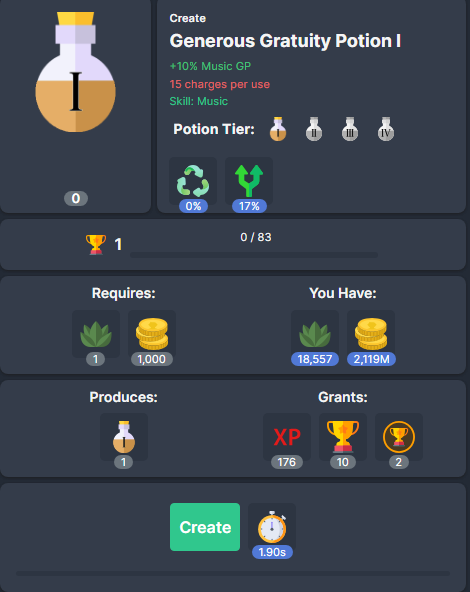 I
0
Create
Generous Gratuity Potion I
+10% Music GP
15 charges per use
Skill: Music
Potion Tier: I II III IV
0% 17%
1 0 / 83
Requires: You Have:
1 1,000 18,557 2,119M
Produces: Grants:
XP
1 176 10 2
Create
1.90s